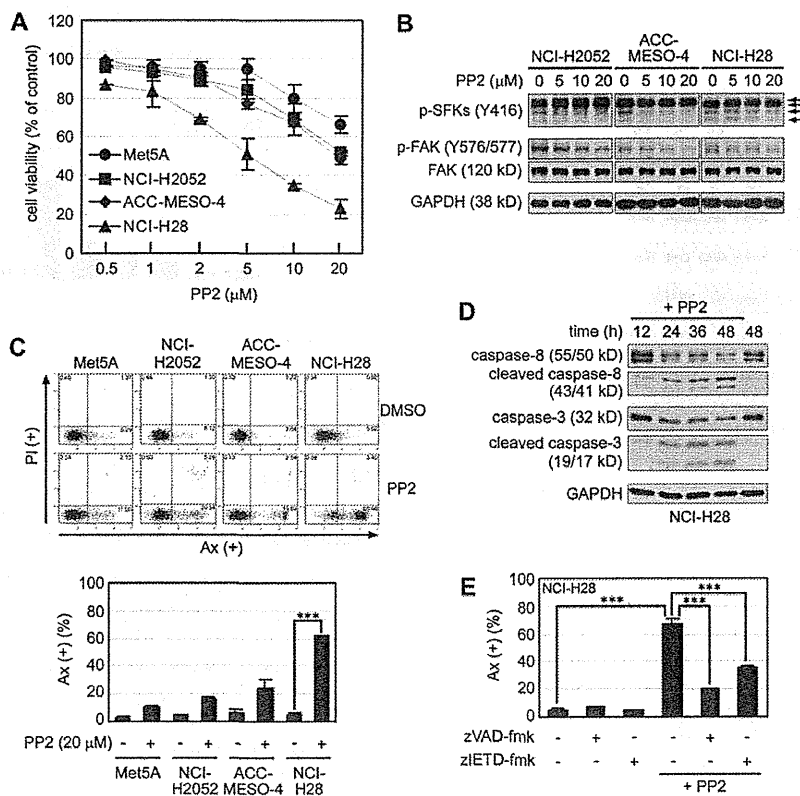 A
cell viability (% of control)
120
100
80
60
40
20
0
Met5A
NCI-H2052
ACC-MESO-4
NCI-H28
0.5 1 2 5 10 20
PP2 (μM)
B
NCI-H2052 ACC-MESO-4 NCI-H28
PP2 (μM) 0 5 10 20 0 5 10 20 0 5 10 20
p-SFKs (Y416)
p-FAK (Y576/577)
FAK (120 kD)
GAPDH (38 kD)
C
Met5A NCI-H2052 ACC-MESO-4 NCI-H28
DMSO
PP2
PI (+)
Ax (+)
Ax (+) (%)
100
80
60
40
20
0
***
PP2 (20 μM) - + - + - + - +
Met5A NCI-H2052 ACC-MESO-4 NCI-H28
D
+ PP2
time (h) 12 24 36 48 48
caspase-8 (55/50 kD)
cleaved caspase-8 (43/41 kD)
caspase-3 (32 kD)
cleaved caspase-3 (19/17 kD)
GAPDH
NCI-H28
E
NCI-H28
Ax (+) (%)
100
80
60
40
20
0
*** *** ***
zVAD-fmk - + - - + -
zIETD-fmk - - + - - +
+ PP2